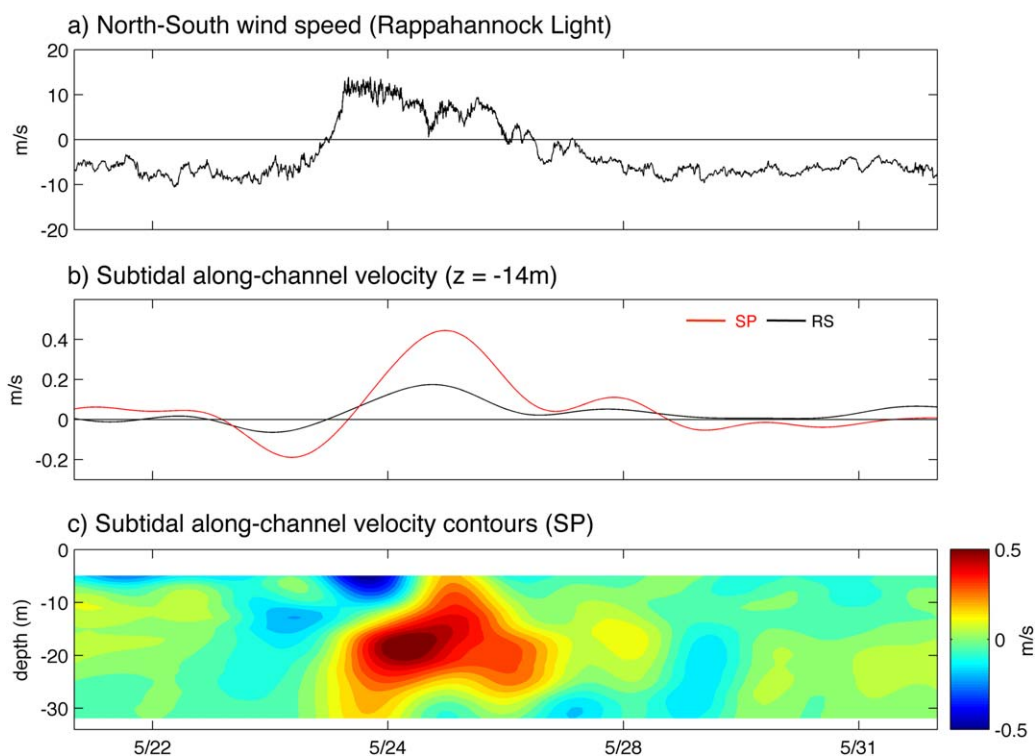 a) North-South wind speed (Rappahannock Light)
20
10
0
-10
-20
m/s
b) Subtidal along-channel velocity (z = -14m)
SP RS
0.4
0.2
0
-0.2
m/s
c) Subtidal along-channel velocity contours (SP)
0
-10
-20
-30
depth (m)
0.5
0
-0.5
m/s
5/22 5/24 5/28 5/31